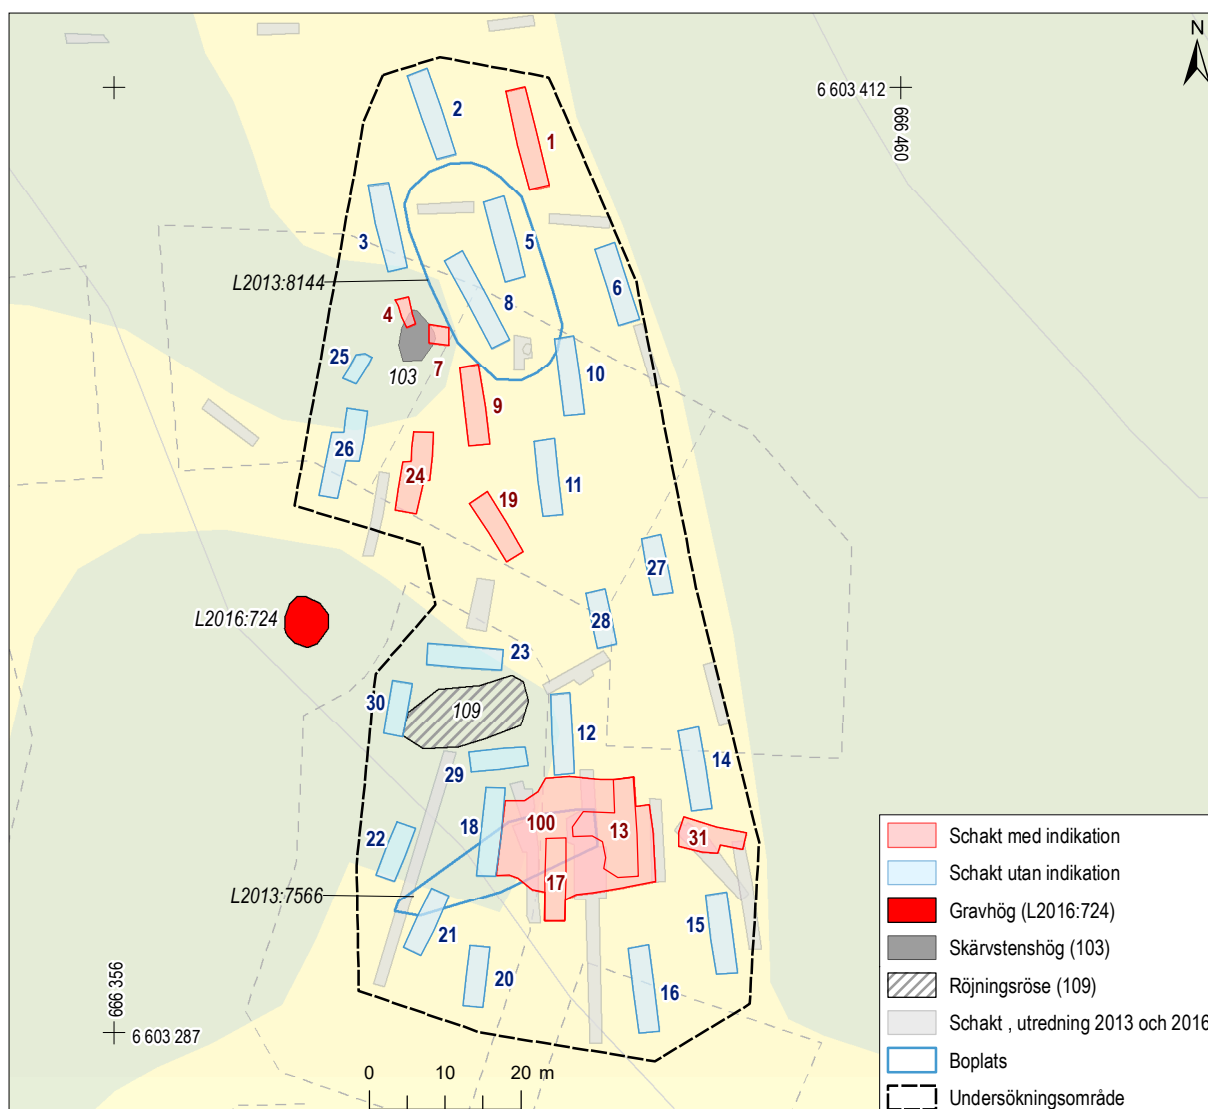 N
6 603 412
666 460
2
1
3
5
6
L2013:8144
8
4
7
25
103
10
9
26
24
11
19
27
28
L2016:724
23
30
109
12
29
14
100
13
31
18
22
17
L2013:7566
21
15
20
16
666 356
6 603 287
0 10 20 m
Schakt med indikation
Schakt utan indikation
Gravhög (L2016:724)
Skärvstenshög (103)
Röjningsröse (109)
Schakt , utredning 2013 och 2016
Boplats
Undersökningsområde